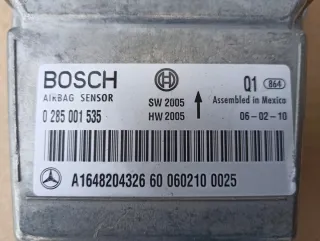 BOSCH
AIRBAG SENSOR
0 285 001 535
SW 2005
HW 2005
Q1 864
Assembled in Mexico
06-02-10
A1648204326 60 060210 0025